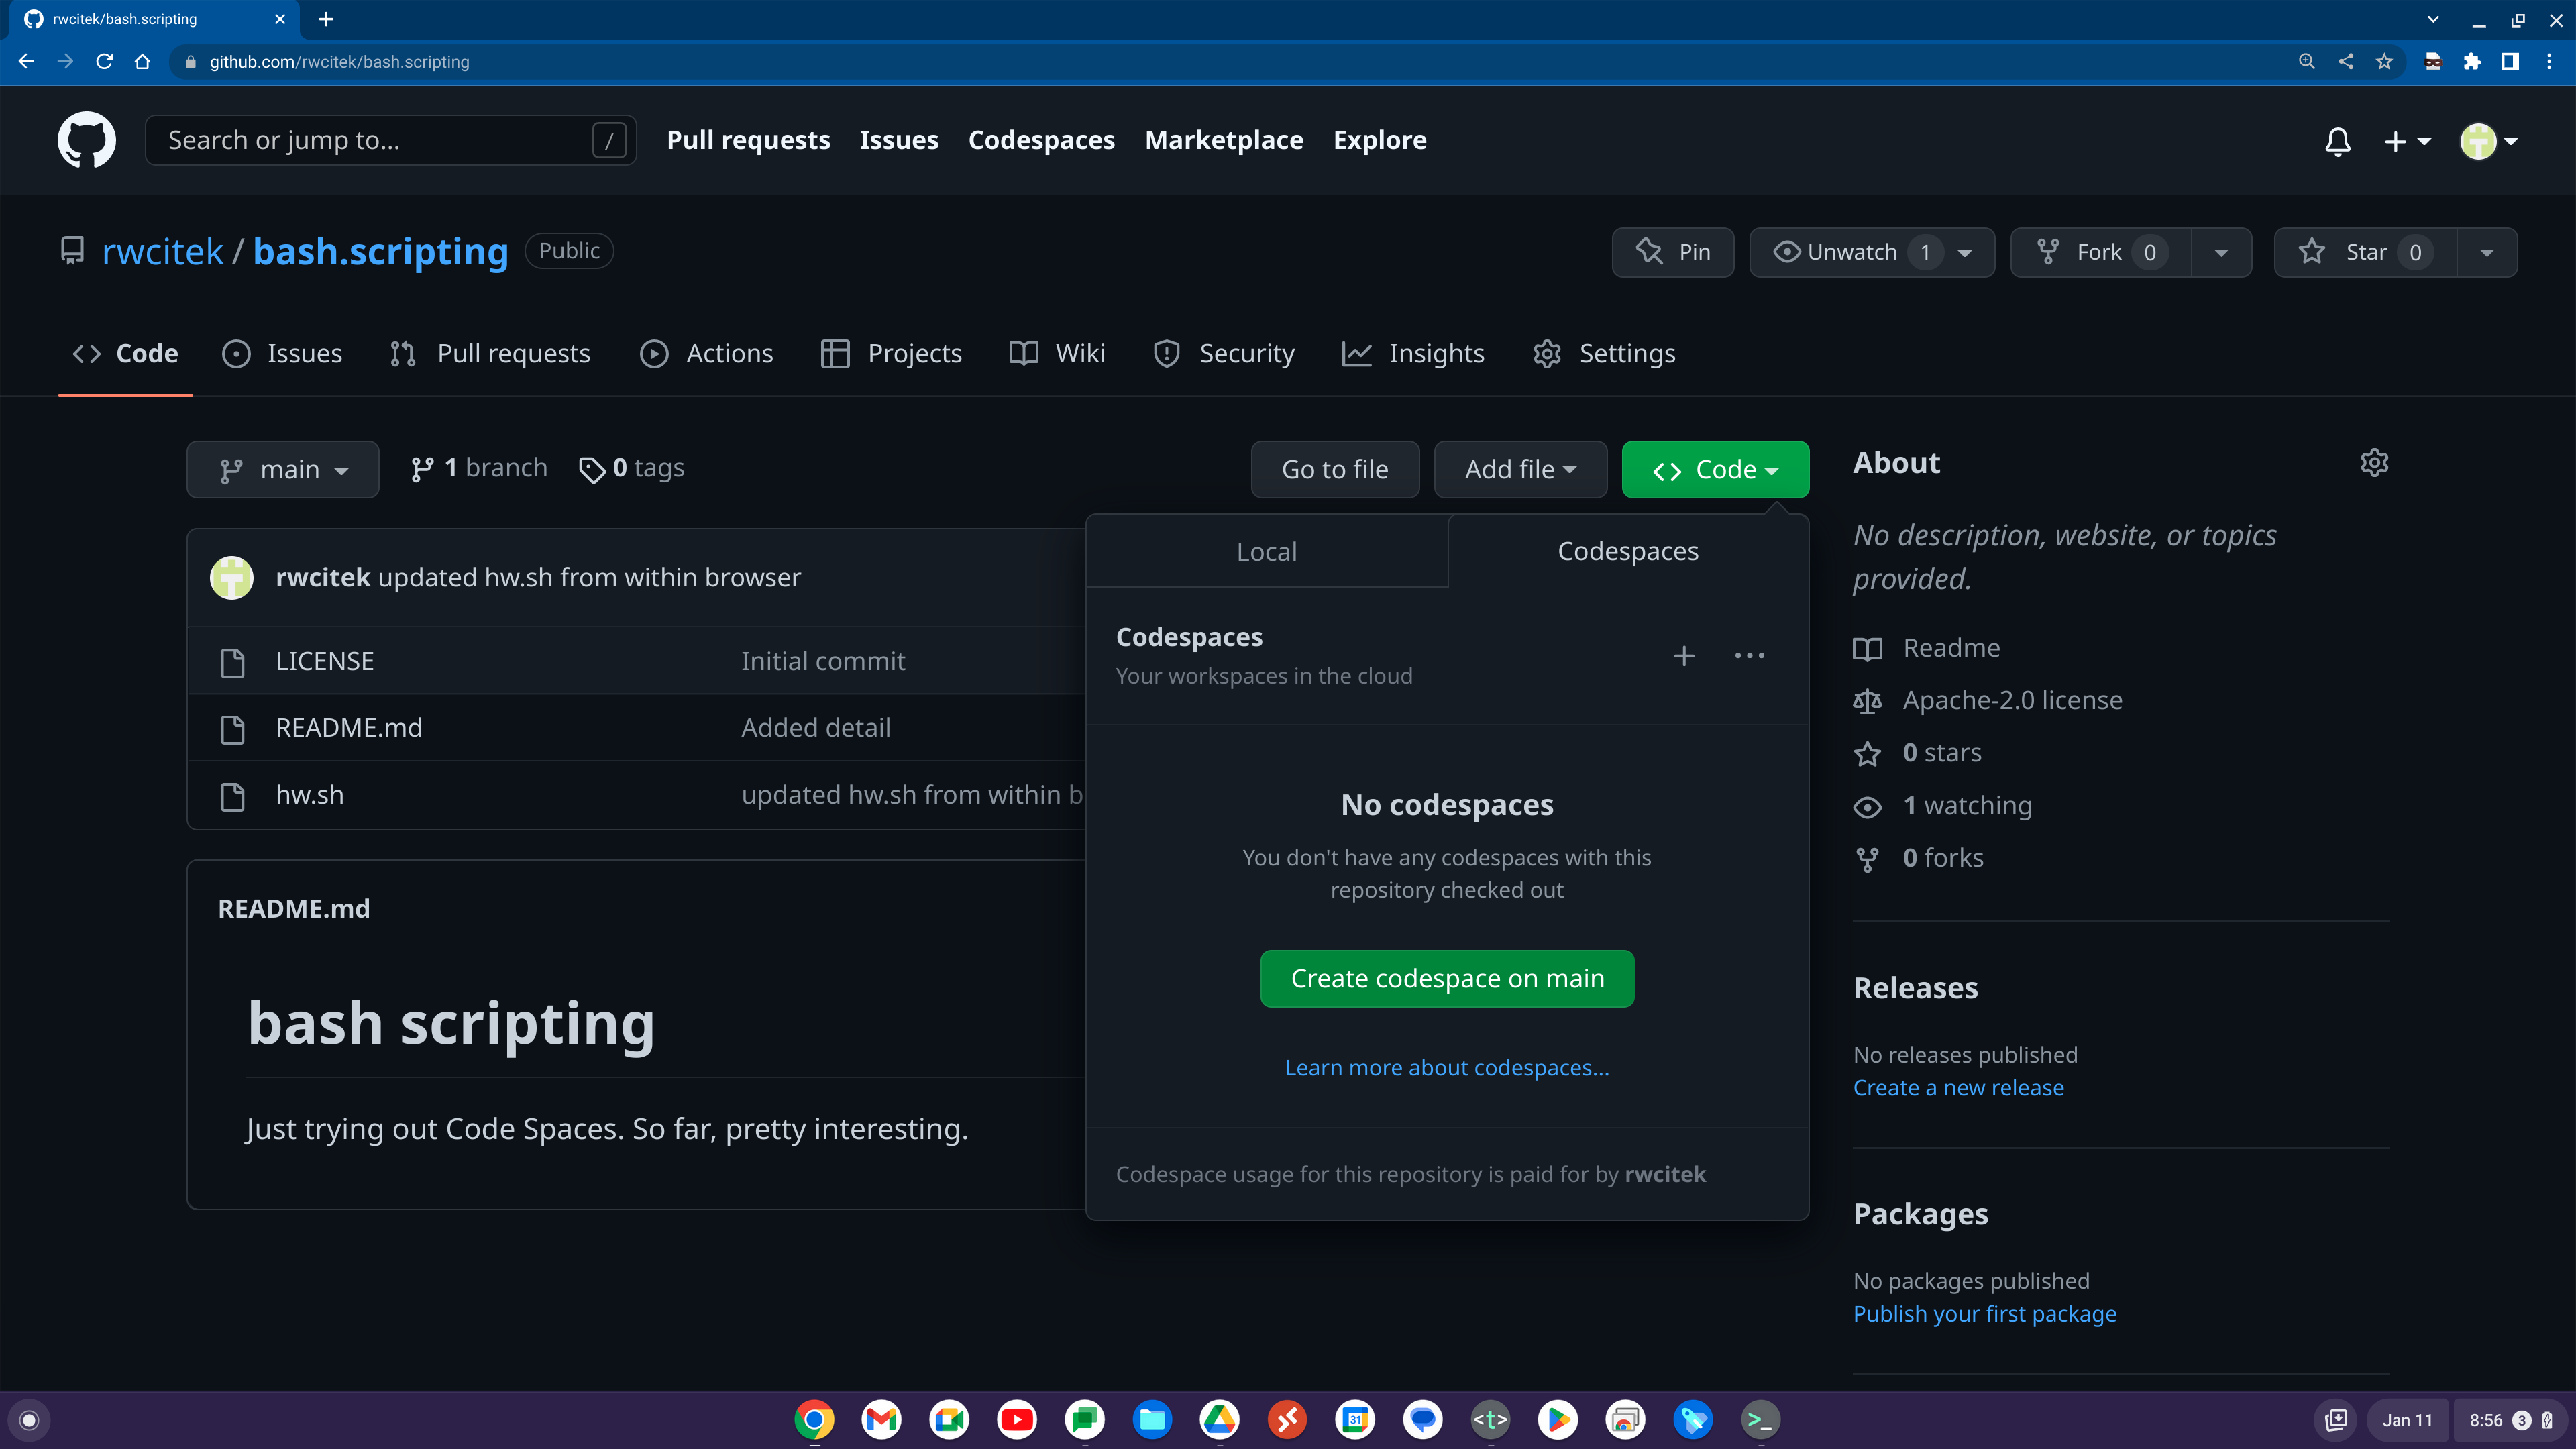 rwcitek/bash.scripting
github.com/rwcitek/bash.scripting
Search or jump to... /
Pull requests Issues Codespaces Marketplace Explore
rwcitek / bash.scripting Public
Pin Unwatch 1 Fork 0 Star 0
Code Issues Pull requests Actions Projects Wiki Security Insights Settings
main 1 branch 0 tags
Go to file Add file Code
Local Codespaces
Codespaces
Your workspaces in the cloud
No codespaces
You don't have any codespaces with this
repository checked out
Create codespace on main
Learn more about codespaces...
Codespace usage for this repository is paid for by rwcitek
rwcitek updated hw.sh from within browser
LICENSE Initial commit
README.md Added detail
hw.sh updated hw.sh from within b
README.md
bash scripting
Just trying out Code Spaces. So far, pretty interesting.
About
No description, website, or topics
provided.
Readme
Apache-2.0 license
0 stars
1 watching
0 forks
Releases
No releases published
Create a new release
Packages
No packages published
Publish your first package
31
<t>
>_
Jan 11
8:56 3